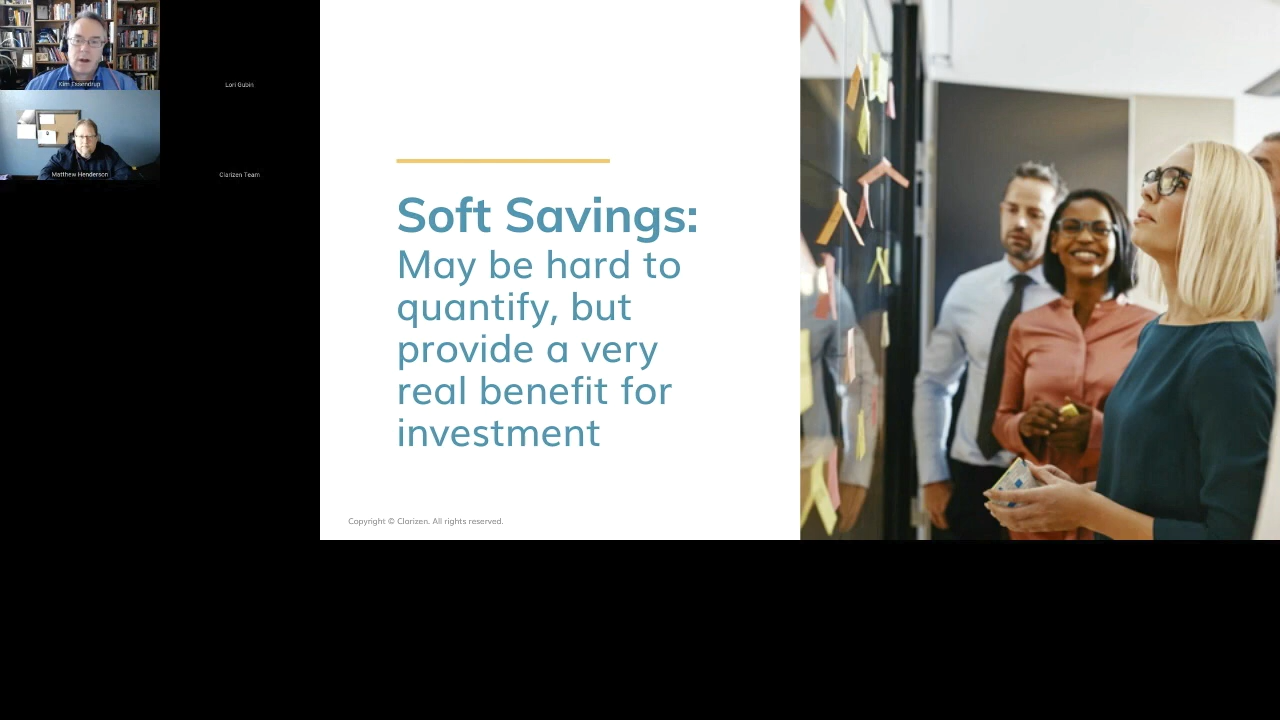 Kim Essendrup
Lori Gubin
Matthew Henderson
Clarizen Team
Soft Savings:
May be hard to
quantify, but
provide a very
real benefit for
investment
Copyright © Clarizen. All rights reserved.